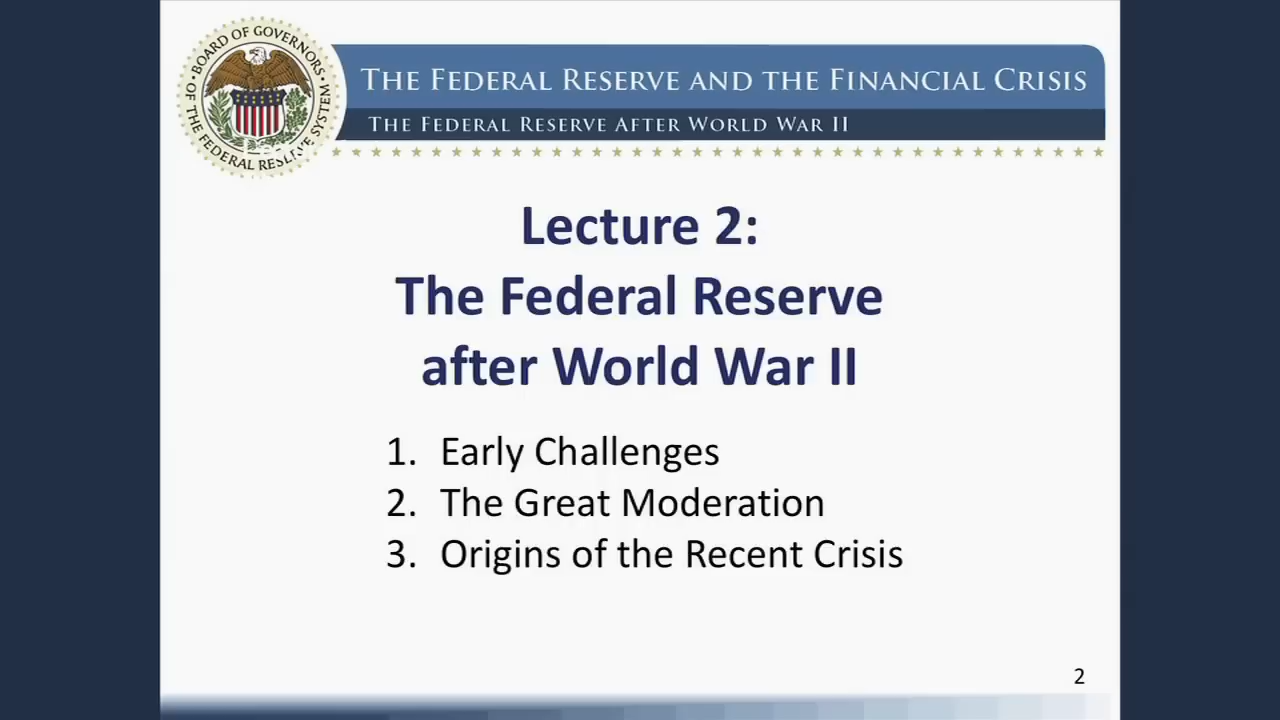 BOARD OF GOVERNORS
OF THE FEDERAL RESERVE SYSTEM
THE FEDERAL RESERVE AND THE FINANCIAL CRISIS
THE FEDERAL RESERVE AFTER WORLD WAR II
Lecture 2:
The Federal Reserve
after World War II
1. Early Challenges
2. The Great Moderation
3. Origins of the Recent Crisis
2